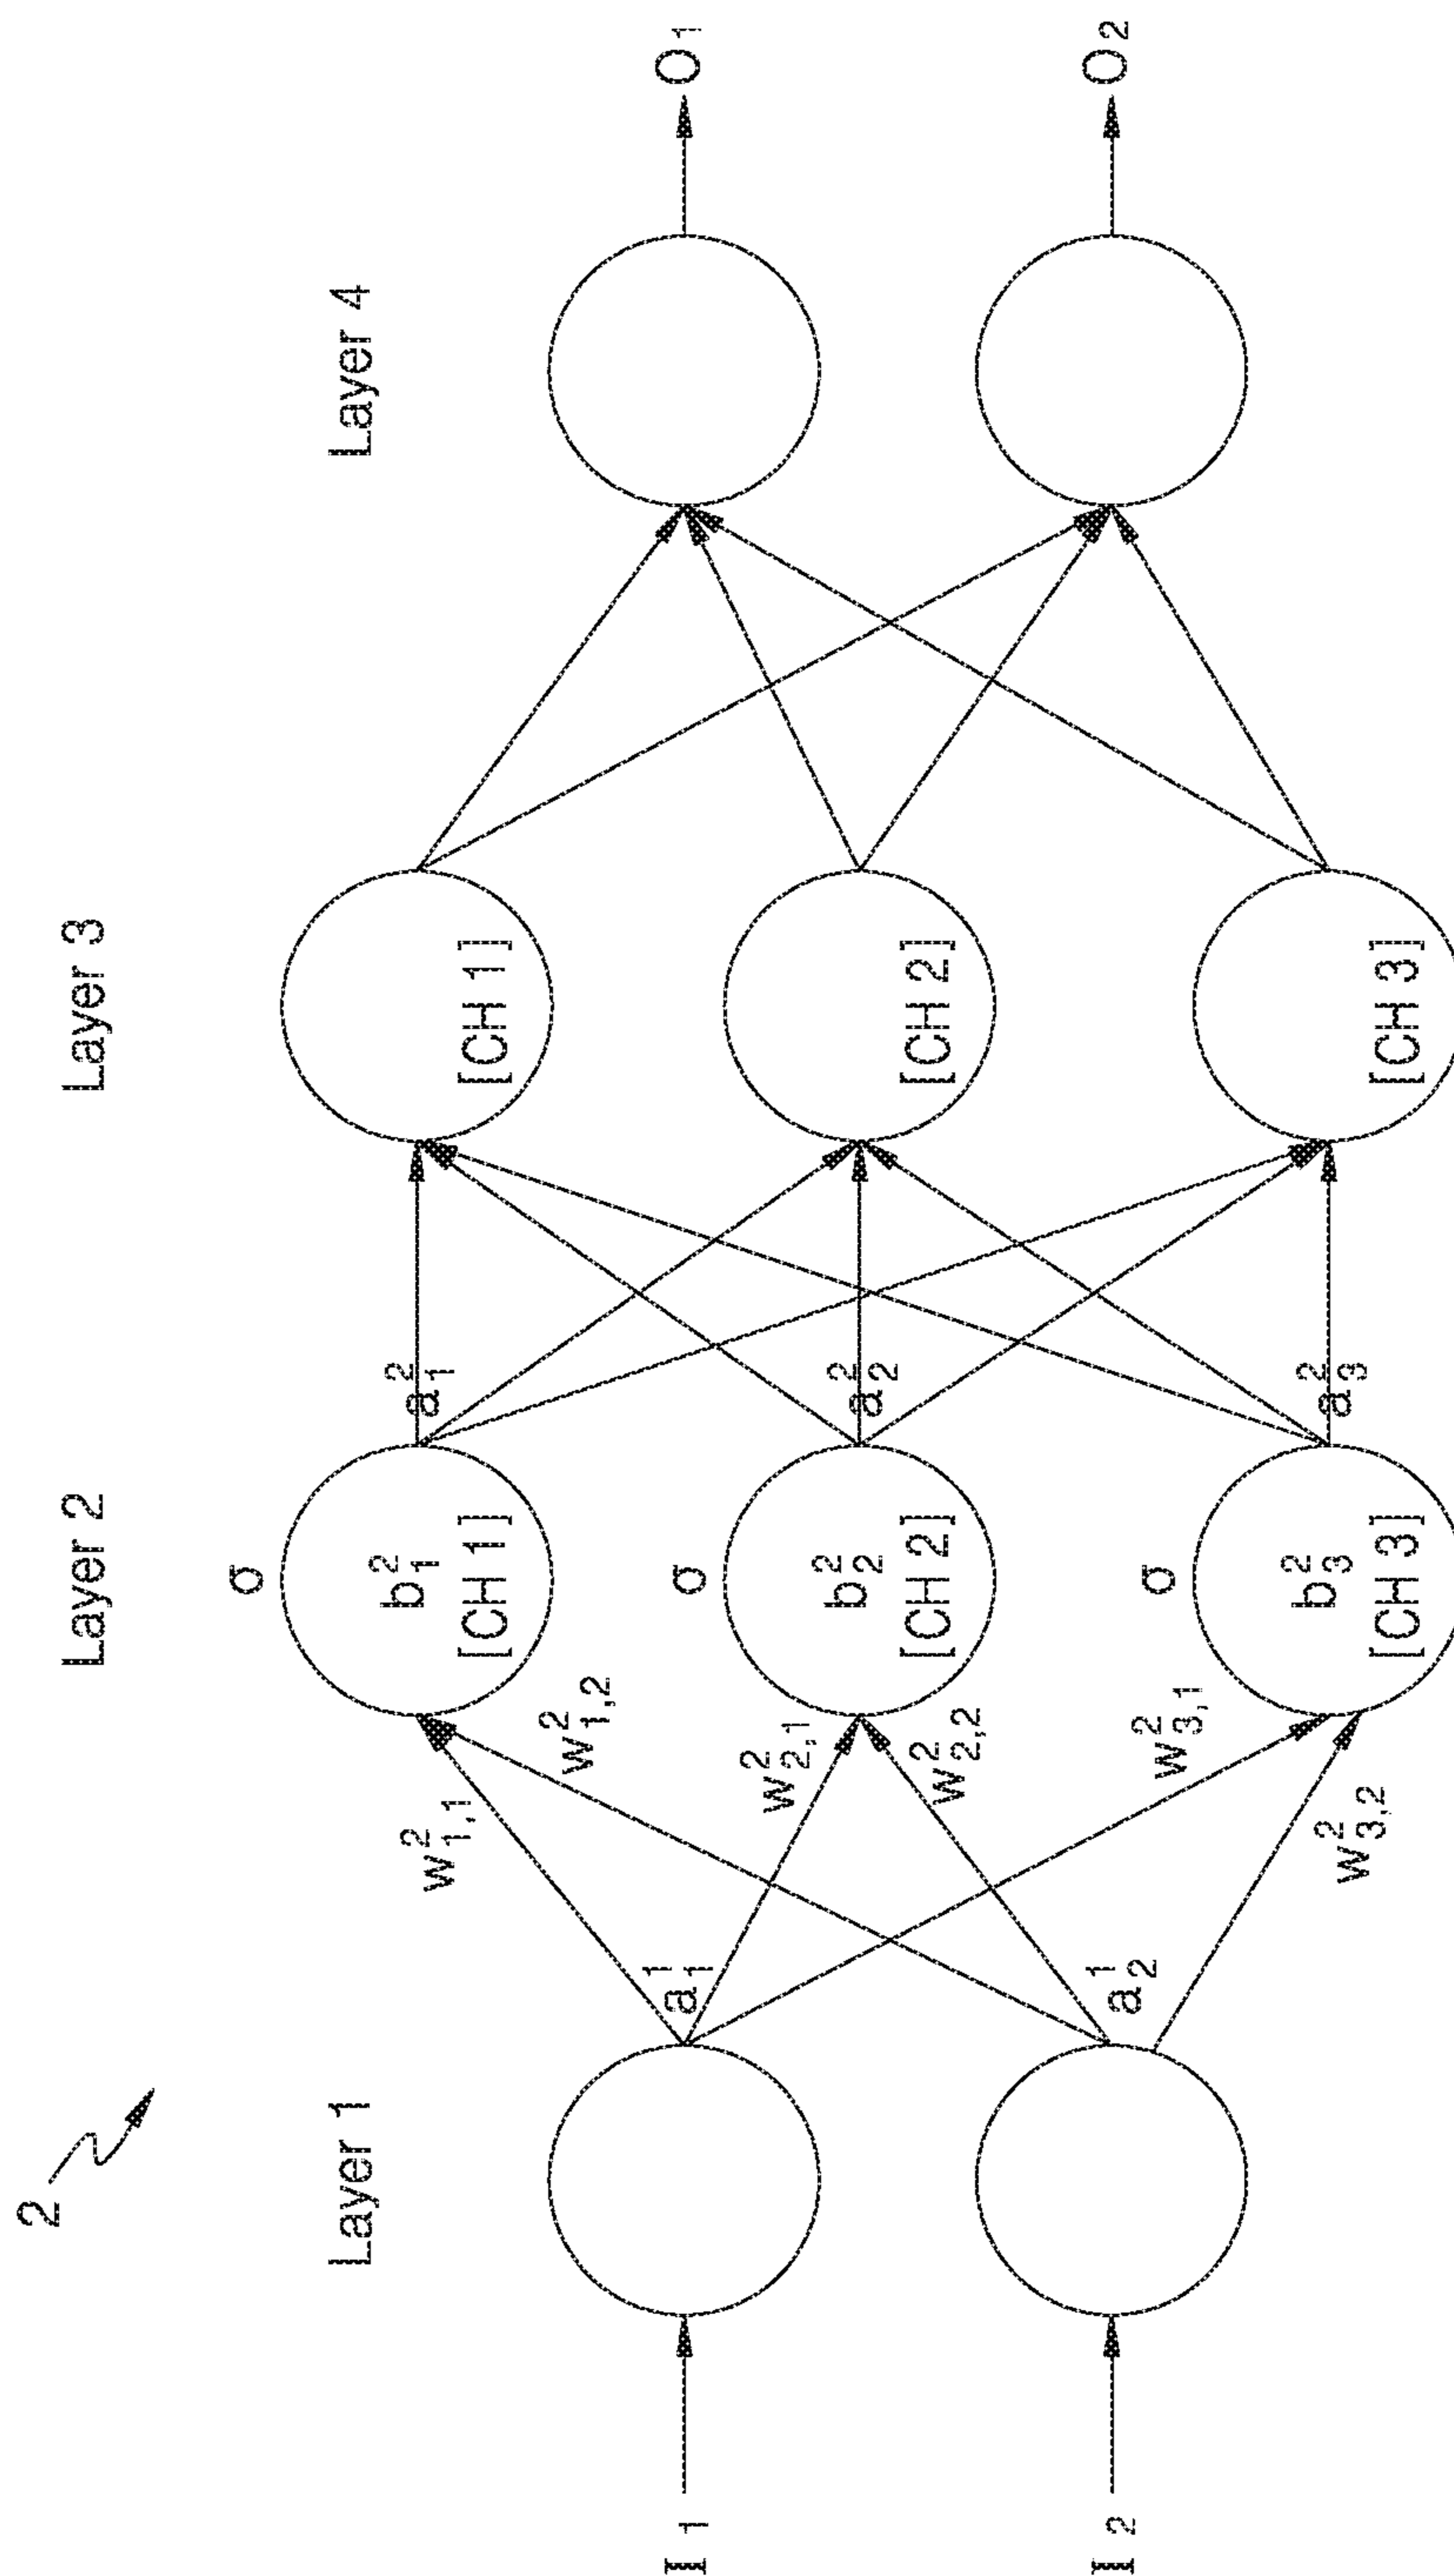 2
Layer 1
Layer 2
Layer 3
Layer 4
I₁
I₂
a¹₁
a¹₂
w²₁,₁
w²₁,₂
w²₂,₁
w²₂,₂
w²₃,₁
w²₃,₂
σ
b²₁
[CH 1]
σ
b²₂
[CH 2]
σ
b²₃
[CH 3]
a²₁
a²₂
a²₃
[CH 1]
[CH 2]
[CH 3]
O₁
O₂